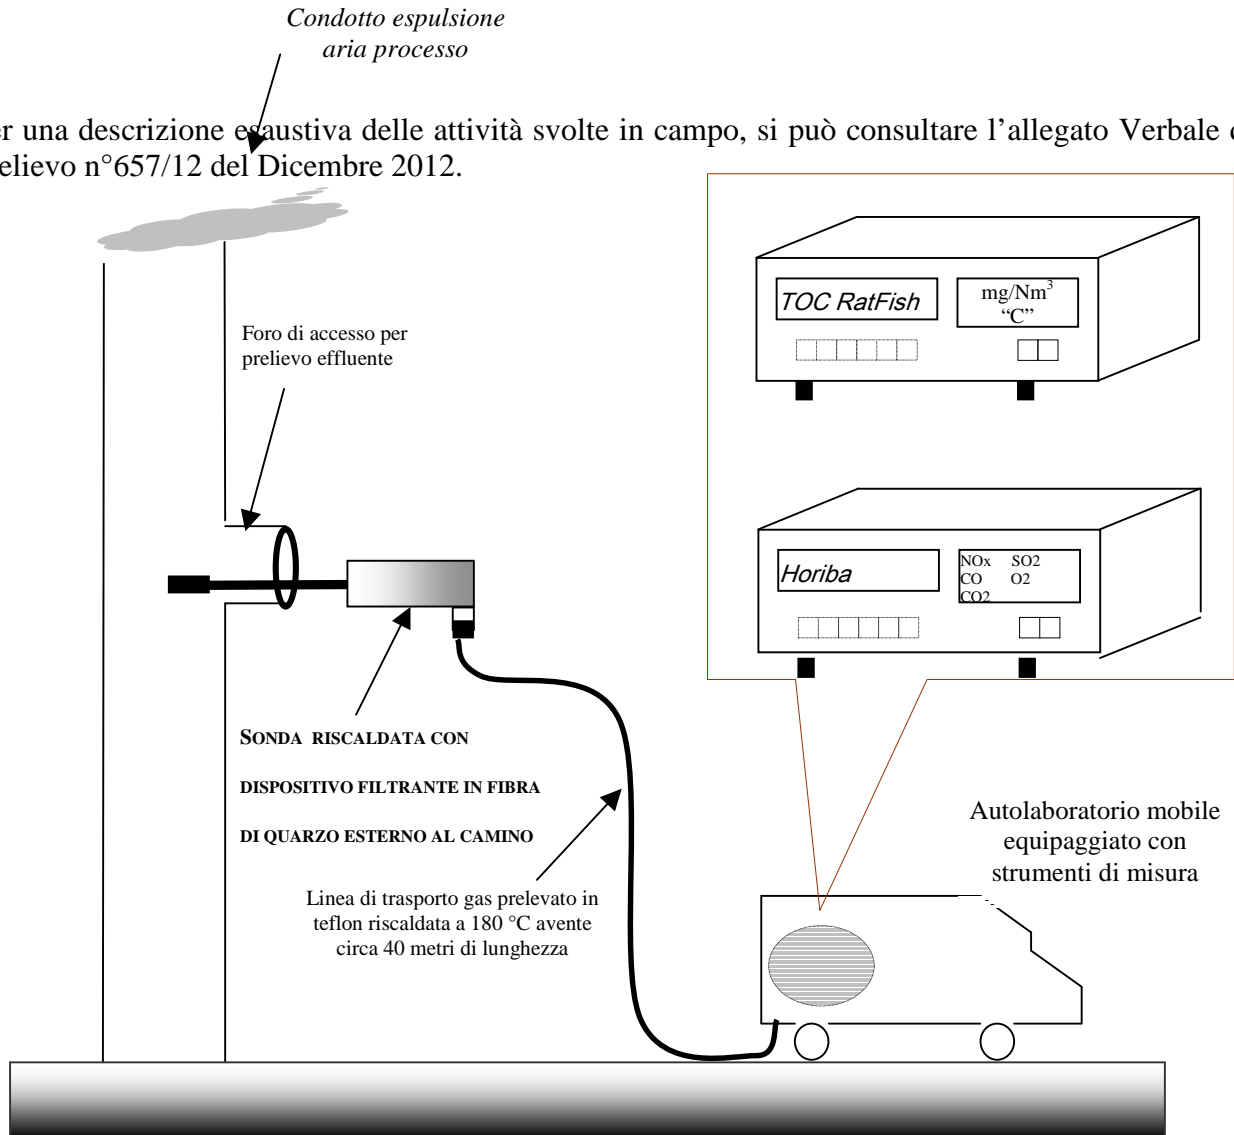 Condotto espulsione
aria processo
er una descrizione esaustiva delle attività svolte in campo, si può consultare l'allegato Verbale
elievo n°657/12 del Dicembre 2012.
TOC RatFish
mg/Nm³
“C”
Foro di accesso per
prelievo effluente
Horiba
NOx SO2
CO O2
CO2
SONDA RISCALDATA CON
DISPOSITIVO FILTRANTE IN FIBRA
DI QUARZO ESTERNO AL CAMINO
Linea di trasporto gas prelevato in
teflon riscaldata a 180 °C avente
circa 40 metri di lunghezza
Autolaboratorio mobile
equipaggiato con
strumenti di misura